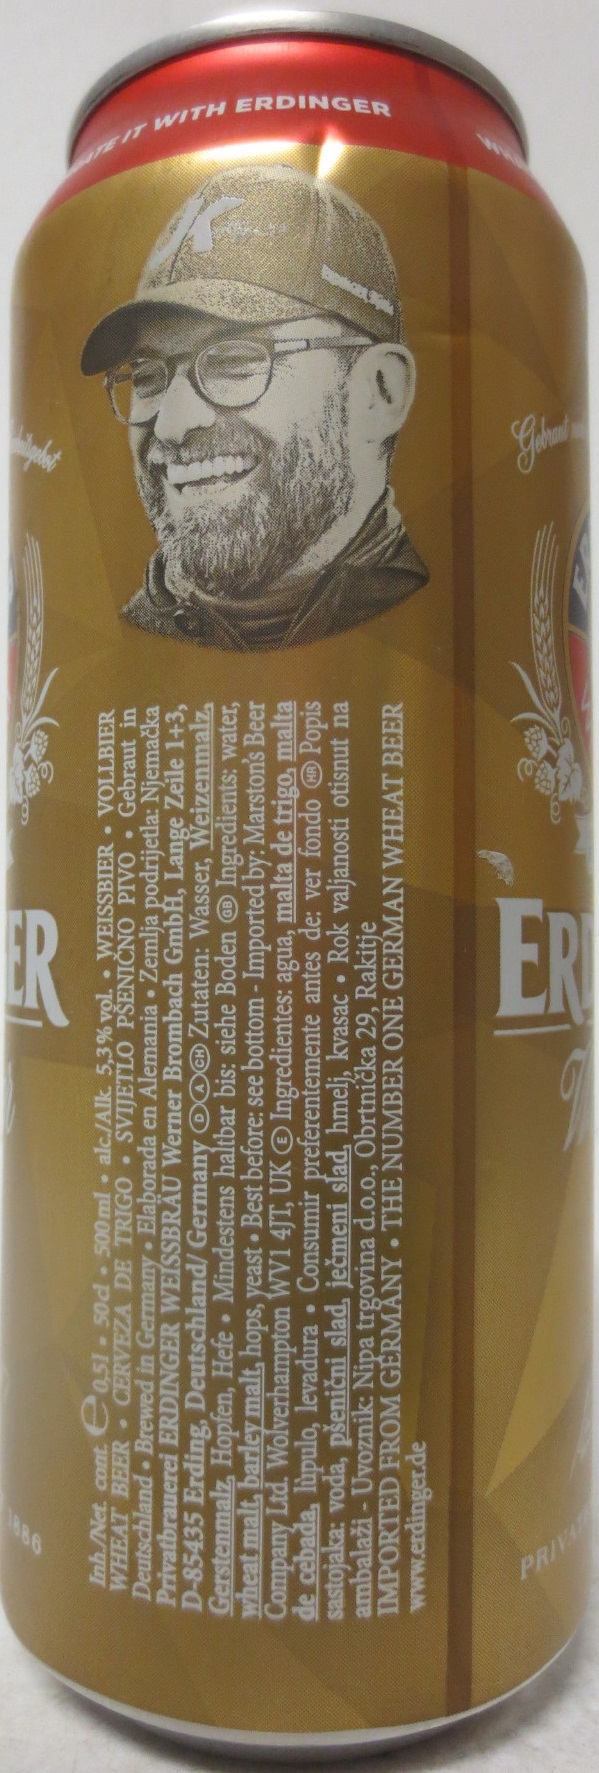 ATE IT WITH ERDINGER
JK
Gebraut
ER
ERD
Inh./Net. cont. e 0,5l • 50cl • 500ml • alc./Alk. 5,3% vol. • WEISSBIER • VOLLBIER
WHEAT BEER • CERVEZA DE TRIGO • SVIJETLO PŠENIČNO PIVO • Gebraut in
Deutschland • Brewed in Germany • Elaborada en Alemania • Zemlja podrijetla: Njemačka
Privatbrauerei ERDINGER WEISSBRÄU Werner Brombach GmbH, Lange Zeile 1+3,
D-85435 Erding, Deutschland/Germany D A CH Zutaten: Wasser, Weizenmalz,
Gerstenmalz, Hopfen, Hefe • Mindestens haltbar bis: siehe Boden GB Ingredients: water,
wheat malt, barley malt, hops, yeast • Best before: see bottom - Imported by: Marston's Beer
Company Ltd. Wolverhampton WV1 4JT, UK E Ingredientes: agua, malta de trigo, malta
de cebada, lupulo, levadura • Consumir preferentemente antes de: ver fondo HR Popis
sastojaka: voda, pšenični slad, ječmeni slad, hmelj, kvasac • Rok valjanosti otisnut na
ambalaži - Uvoznik: Nipa trgovina d.o.o., Obrtnička 29, Rakitje
IMPORTED FROM GERMANY • THE NUMBER ONE GERMAN WHEAT BEER
www.erdinger.de
1886
PRIVAT